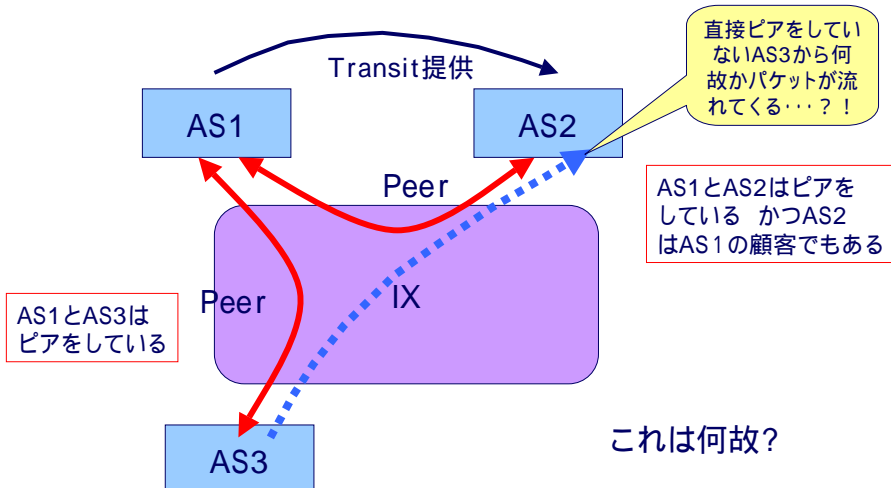 直接ピアをしてい
ないAS3から何
故かパケットが流
れてくる・・・？！
Transit提供
AS1
AS2
Peer
AS1とAS2はピアを
している かつAS2
はAS1の顧客でもある
Peer
IX
AS1とAS3は
ピアをしている
これは何故?
AS3